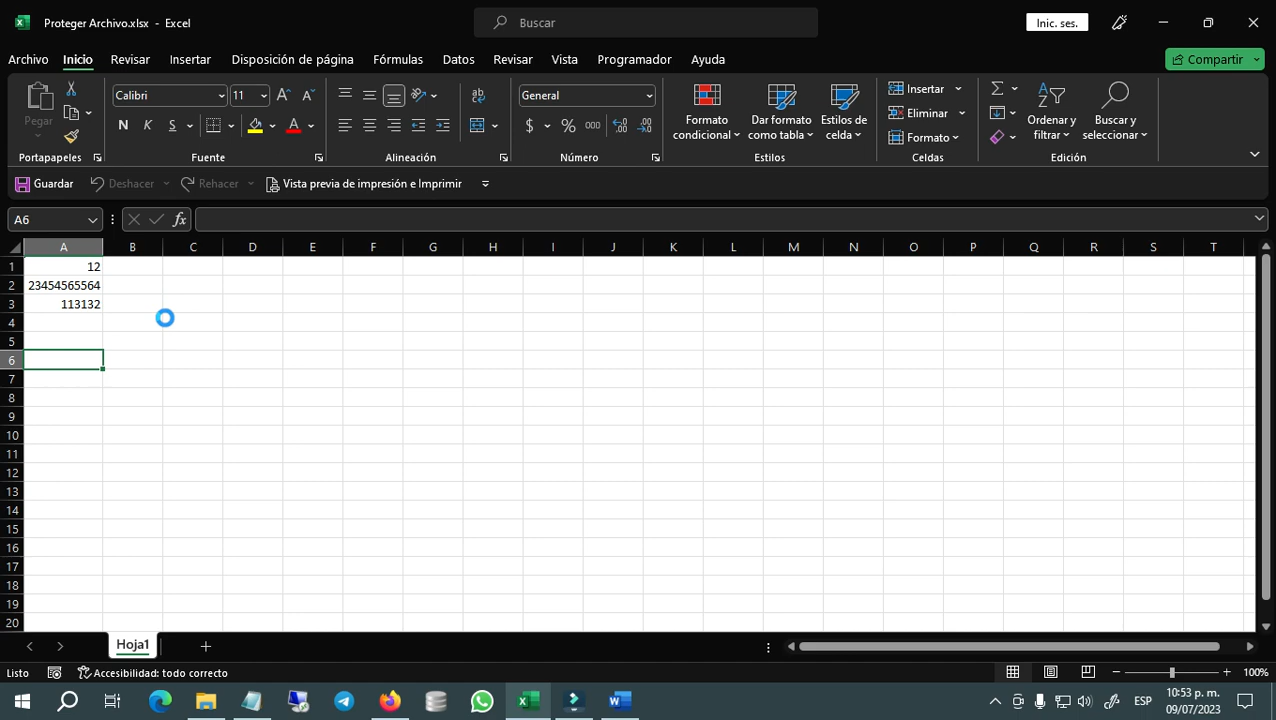 Proteger Archivo.xlsx - Excel
Buscar
Inic. ses.
Archivo Inicio Revisar Insertar Disposición de página Fórmulas Datos Revisar Vista Programador Ayuda
Compartir
Pegar
Calibri 11
General
N K S
A A
$ % 000
Formato condicional
Dar formato como tabla
Estilos de celda
Insertar
Eliminar
Formato
Ordenar y filtrar
Buscar y seleccionar
Portapapeles Fuente Alineación Número Estilos Celdas Edición
Guardar Deshacer Rehacer Vista previa de impresión e Imprimir
A6 fx
A B C D E F G H I J K L M N O P Q R S T
1 12
2 23454565564
3 113132
4
5
6
7
8
9
10
11
12
13
14
15
16
17
18
19
20
Hoja1
Listo Accesibilidad: todo correcto 100%
ESP 10:53 p. m.
09/07/2023